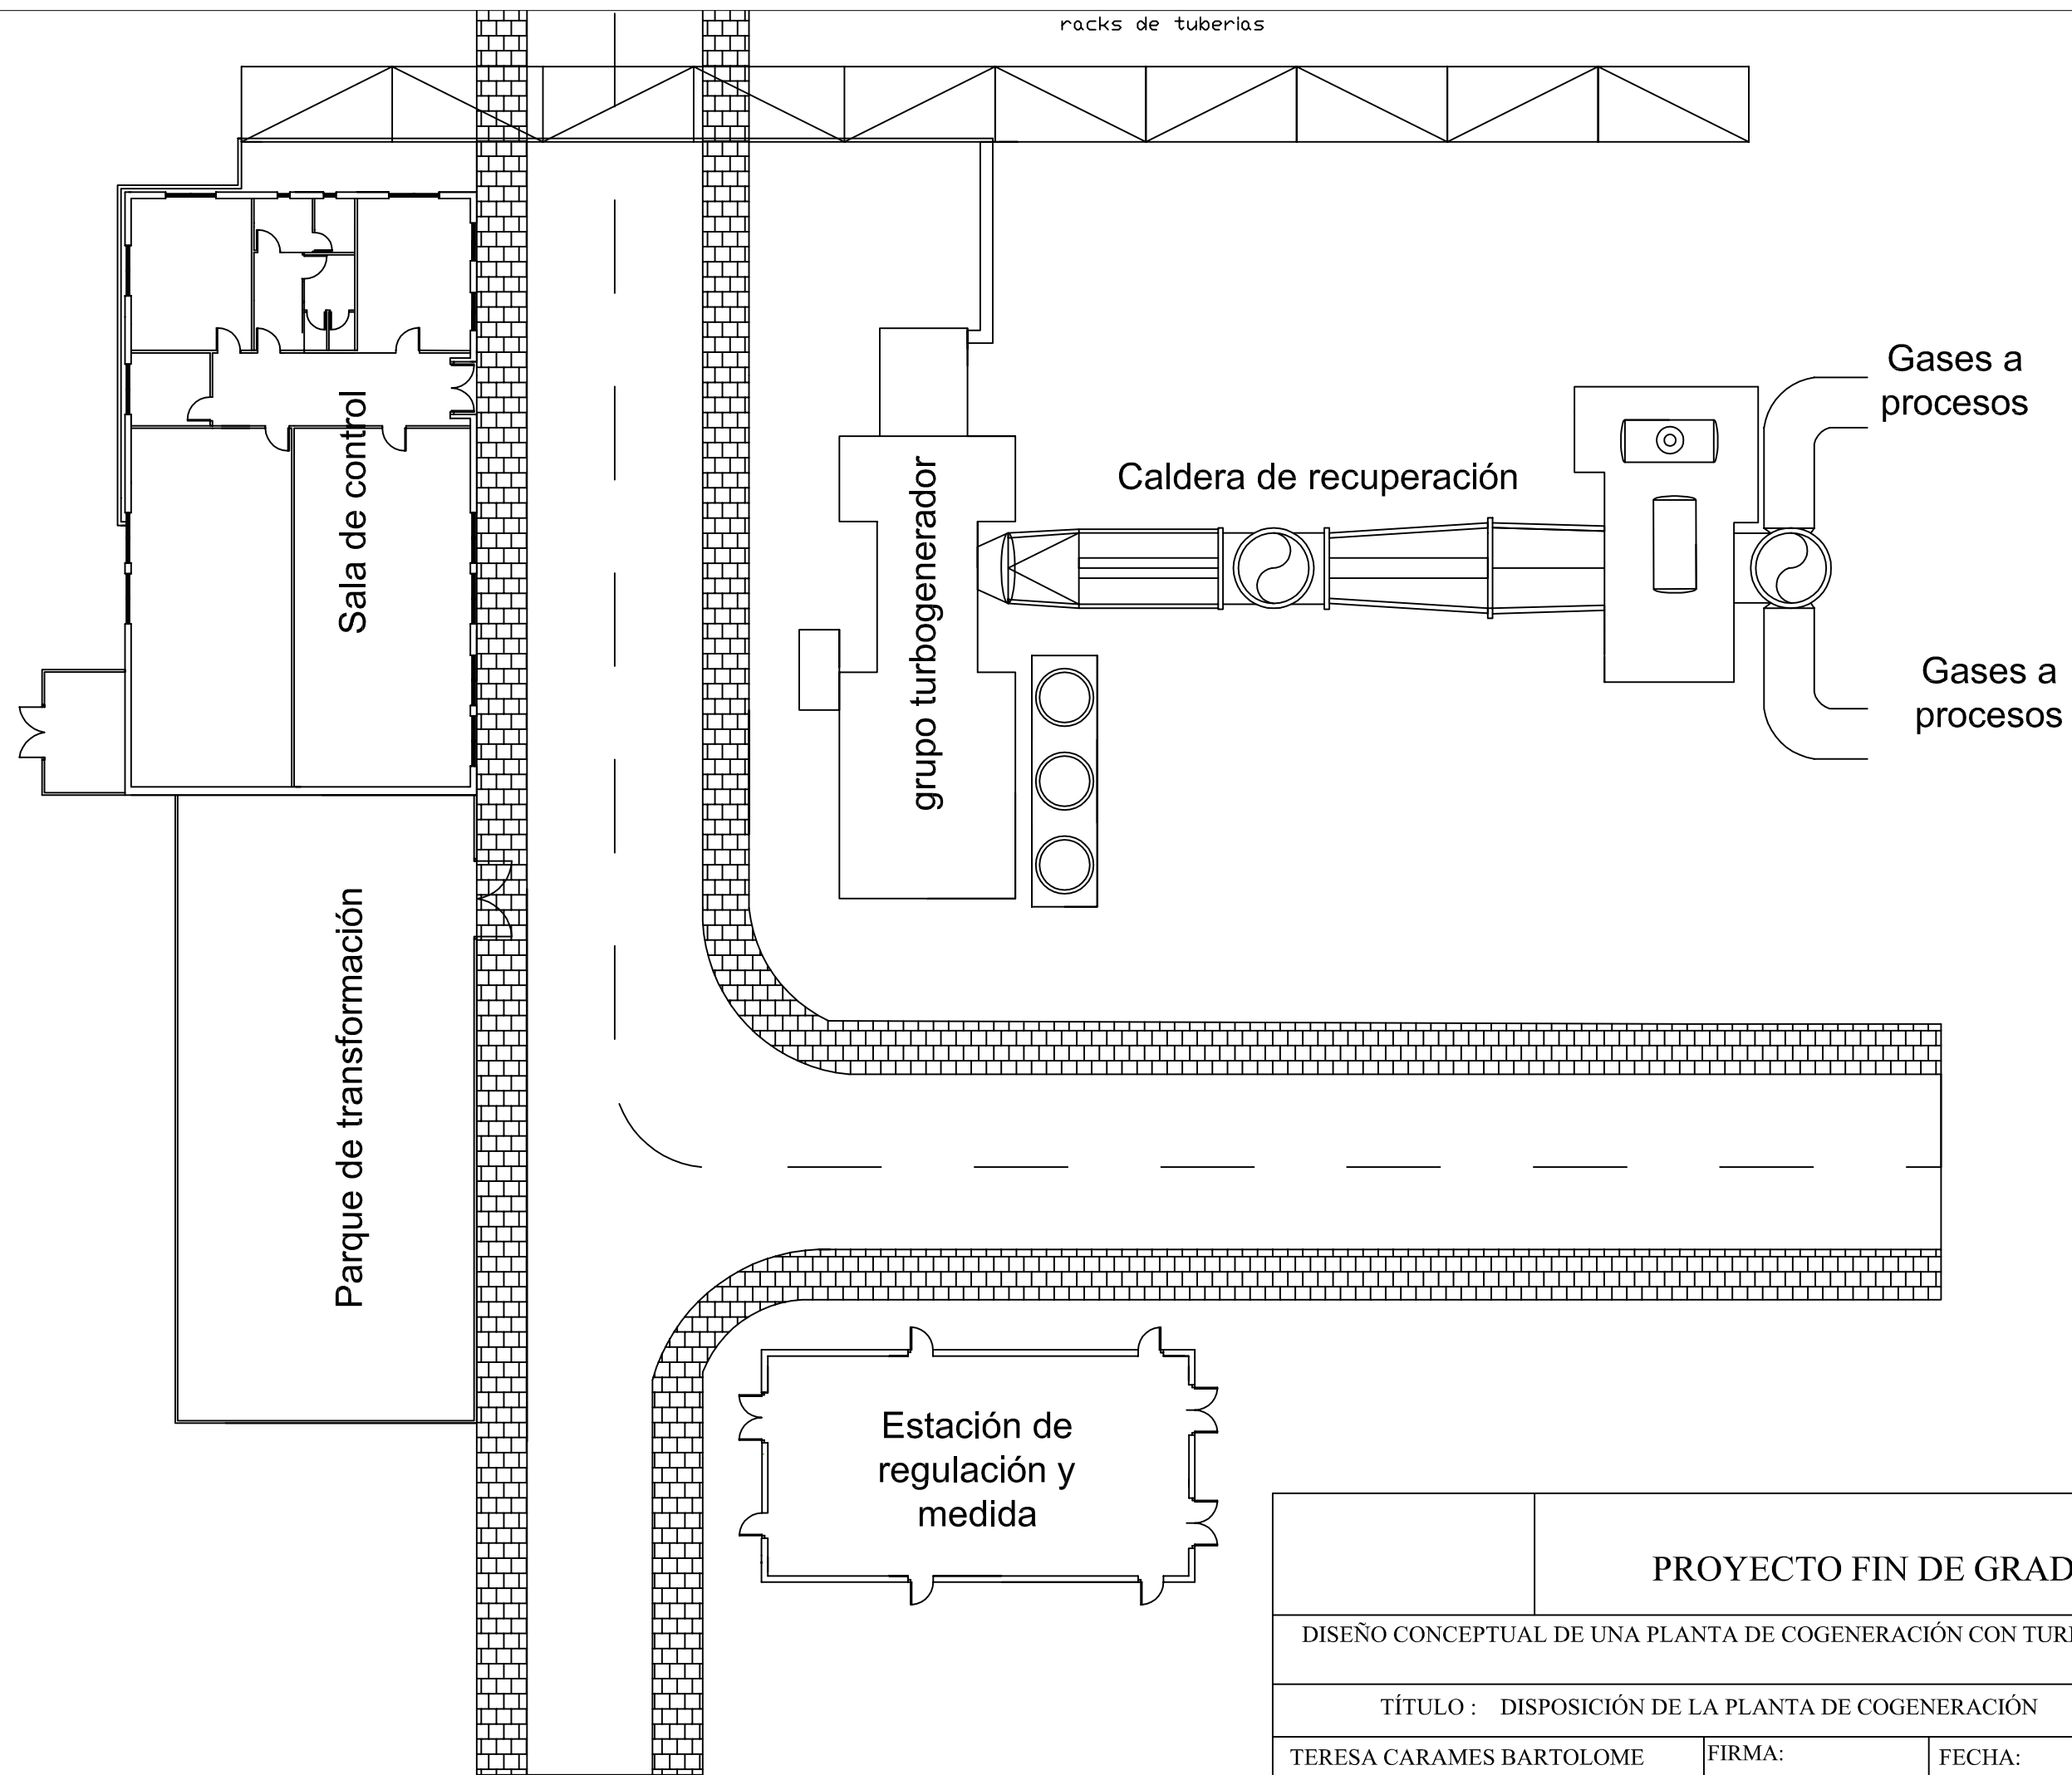 racks de tuberias
Gases a
procesos
Sala de control
grupo turbogenerador
Caldera de recuperación
Gases a
procesos
Parque de transformación
Estación de
regulación y
medida
PROYECTO FIN DE GRAD
DISEÑO CONCEPTUAL DE UNA PLANTA DE COGENERACIÓN CON TUR
TÍTULO : DISPOSICIÓN DE LA PLANTA DE COGENERACIÓN
TERESA CARAMES BARTOLOME FIRMA: FECHA: